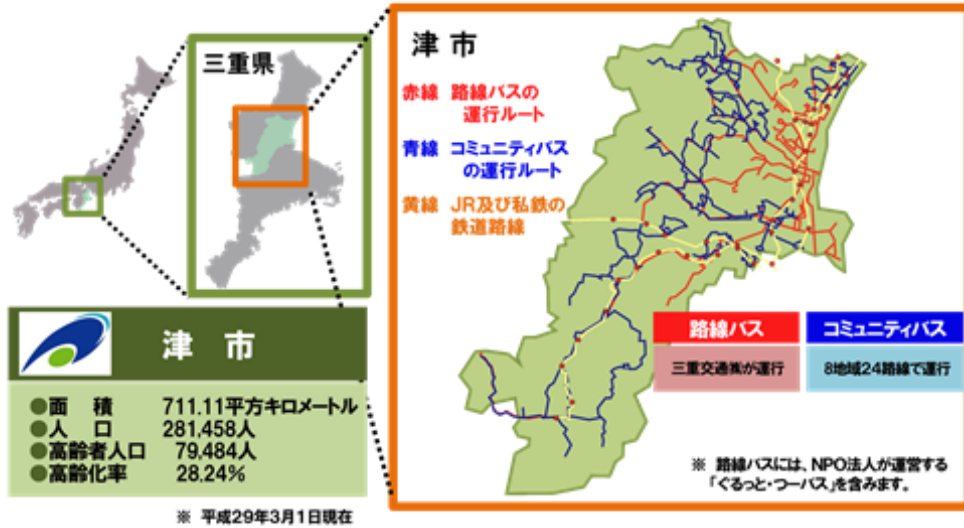 三重県
津市
赤線 路線バスの
運行ルート
青線 コミュニティバス
の運行ルート
黄線 JR及び私鉄の
鉄道路線
路線バス
コミュニティバス
三重交通㈱が運行
8地域24路線で運行
※ 路線バスには、NPO法人が運営する
「ぐるっと・つーバス」を含みます。
津市
●面積 711.11平方キロメートル
●人口 281,458人
●高齢者人口 79,484人
●高齢化率 28.24%
※ 平成29年3月1日現在